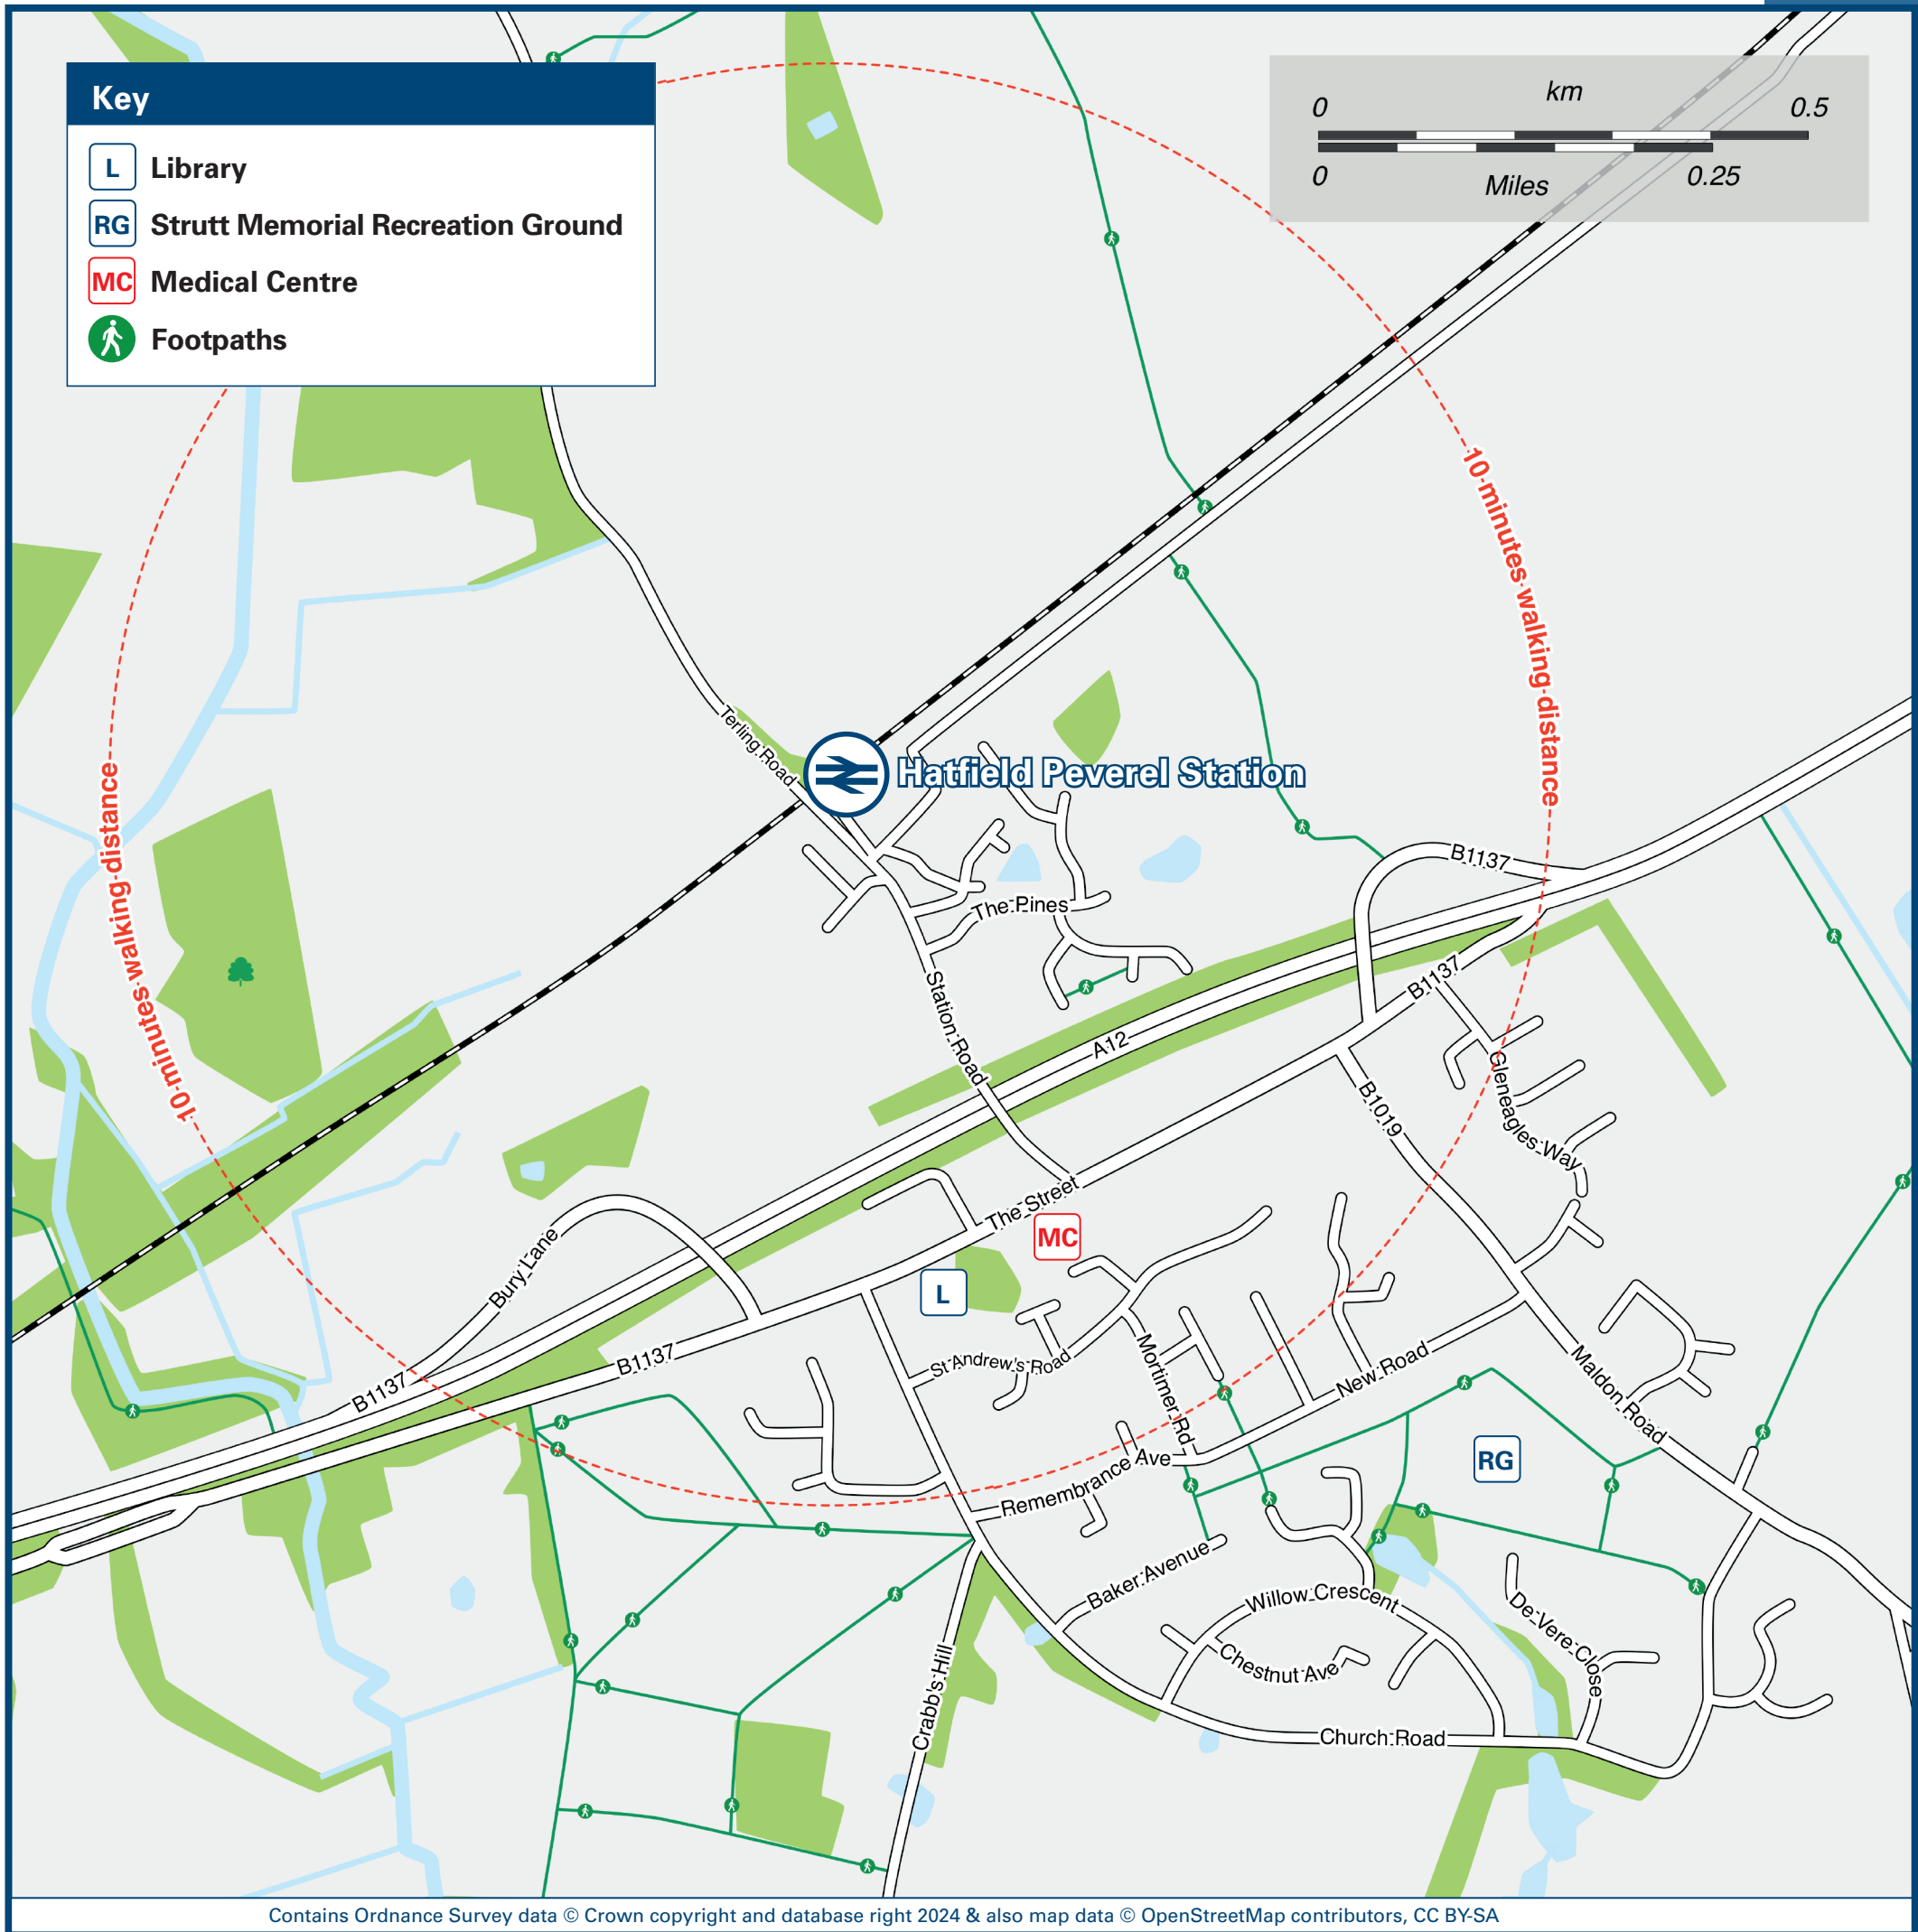 Key
L Library
RG Strutt Memorial Recreation Ground
MC Medical Centre
Footpaths
km
0 0.5
0 0.25
Miles
10 minutes walking distance
10 minutes walking distance
Terling Road
Hatfield Peverel Station
B1137
The Pines
Station Road
B1137
A12
Gleneagles Way
B1019
The Street
MC
Bury Lane
L
B1137
B1137
St Andrew's Road
Mortimer Rd
New Road
Maldon Road
RG
Remembrance Ave
Baker Avenue
Willow Crescent
De Vere Close
Chestnut Ave
Crabb's Hill
Church Road
Contains Ordnance Survey data © Crown copyright and database right 2024 & also map data © OpenStreetMap contributors, CC BY-SA